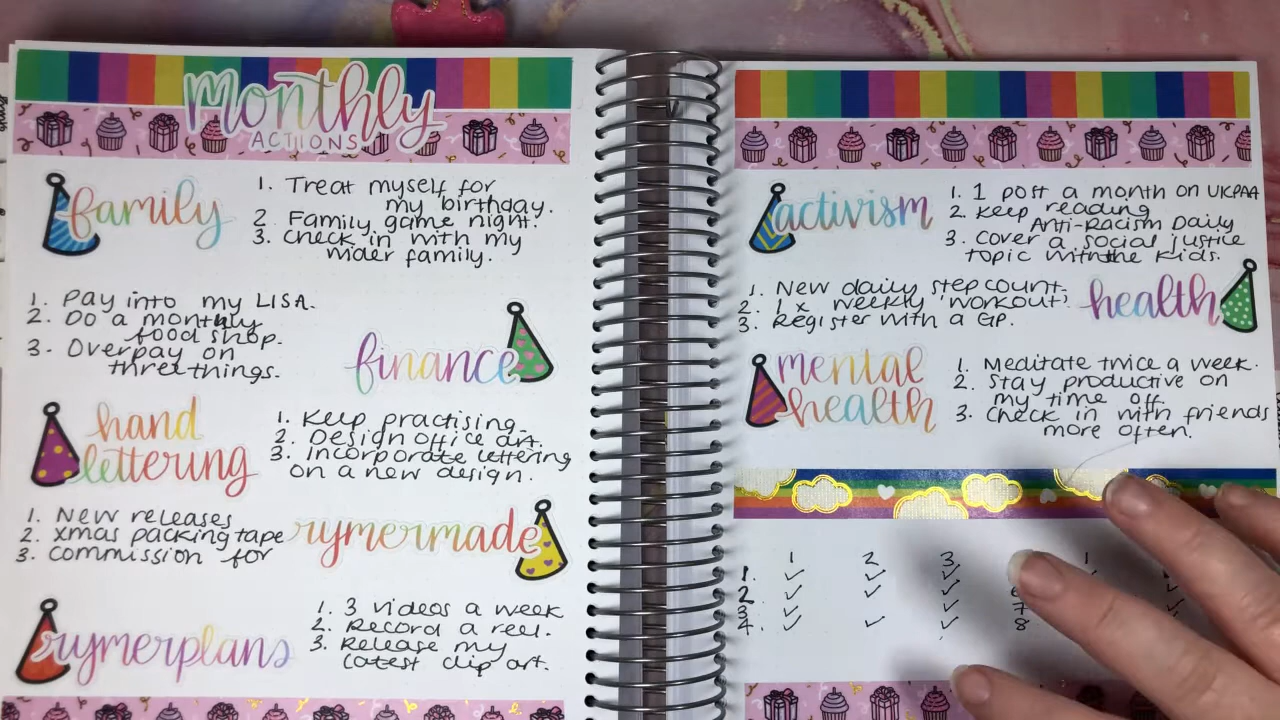 monthly
ACTIONS
family
1. Treat myself for
my birthday.
2. Family game night.
3. Check in with my
wider family.
1. Pay into my LISA.
2. Do a monthly
food shop.
3. Overpay on
three things.
finance
hand
lettering
1. Keep practising.
2. Design office art.
3. Incorporate lettering
on a new design.
1. New releases
2. xmas packing tape
3. commission for
rymermade
rymerplans
1. 3 videos a week
2. Record a reel.
3. Release my
latest clip art.
activism
1. 1 post a month on UKPAA
2. Keep reading
Anti-Racism Daily
3. Cover a social justice
topic with the kids.
1. New daily step count.
2. 1x weekly workout.
3. Register with a GP.
health
mental
health
1. Meditate twice a week.
2. Stay productive on
my time off.
3. Check in with friends
more often.
1 2 3 1
1.
2.
3. 7
4. 8